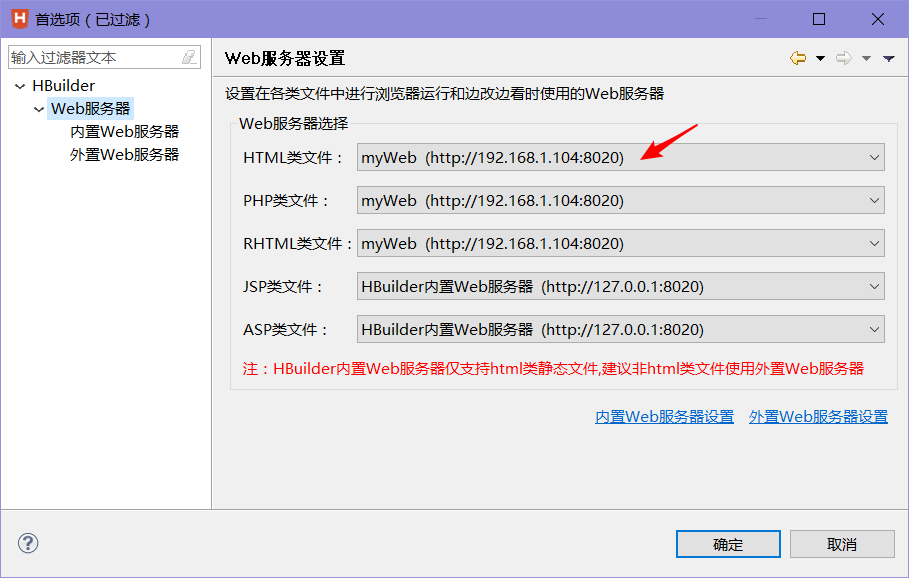 首选项（已过滤）
输入过滤器文本
HBuilder
Web服务器
内置Web服务器
外置Web服务器
Web服务器设置
设置在各类文件中进行浏览器运行和边改边看时使用的Web服务器
Web服务器选择
HTML类文件： myWeb (http://192.168.1.104:8020)
PHP类文件： myWeb (http://192.168.1.104:8020)
RHTML类文件： myWeb (http://192.168.1.104:8020)
JSP类文件： HBuilder内置Web服务器 (http://127.0.0.1:8020)
ASP类文件： HBuilder内置Web服务器 (http://127.0.0.1:8020)
注：HBuilder内置Web服务器仅支持html类静态文件,建议非html类文件使用外置Web服务器
内置Web服务器设置 外置Web服务器设置
确定 取消